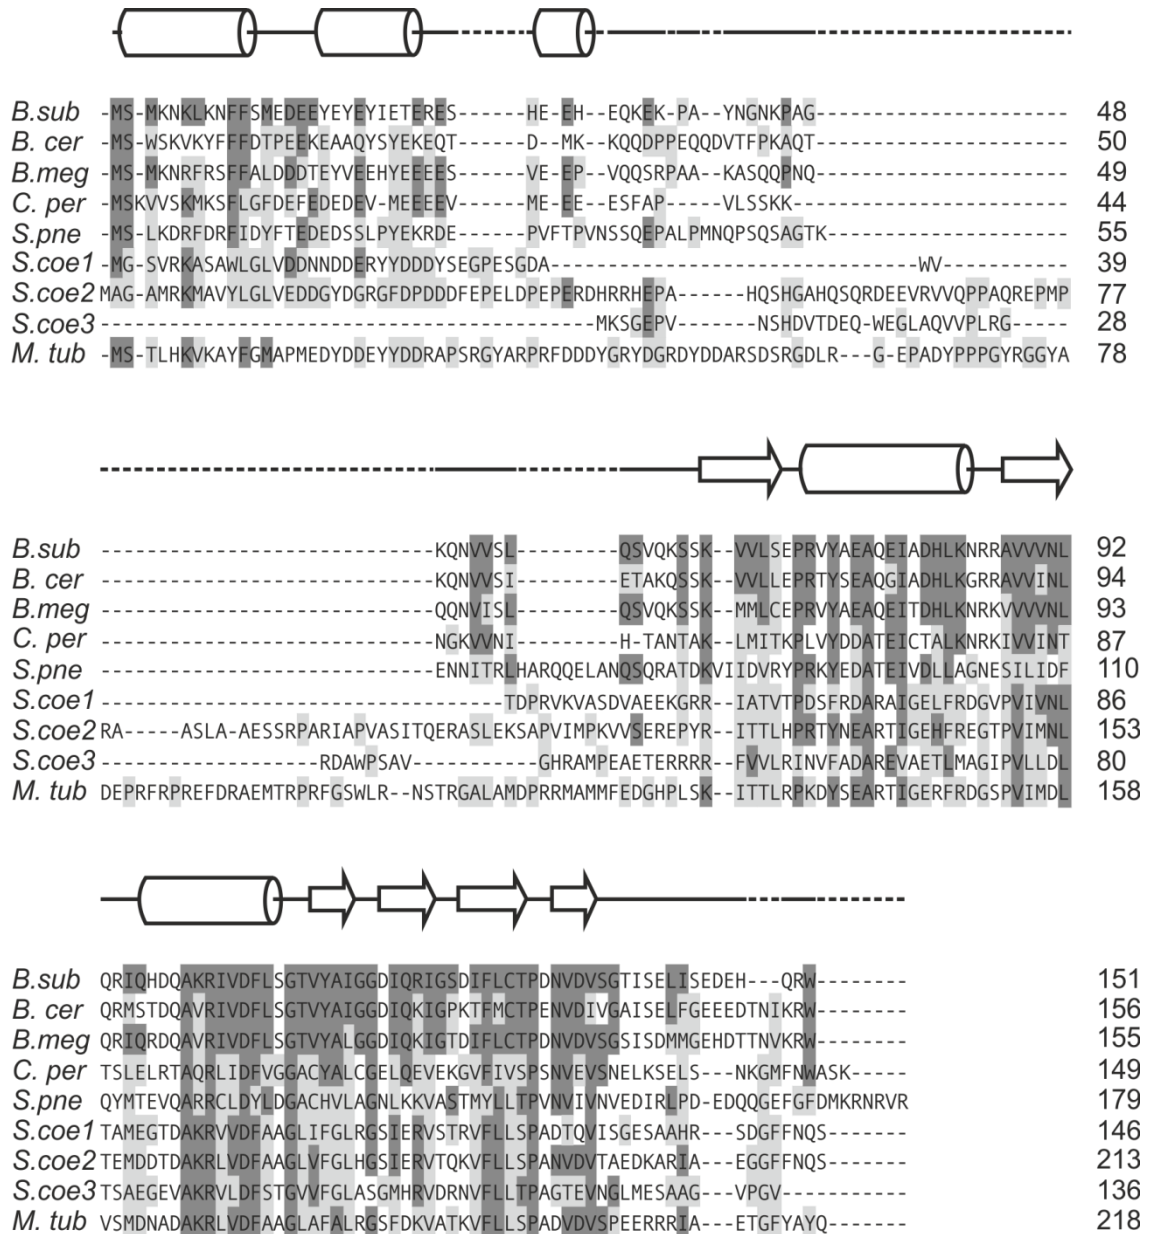 B.sub -MS-MKNKLKNFFSMEDEEYEYEYIETERES------HE-EH--EQKEK-PA--YNGNKPAG-------------------------- 48
B. cer -MS-WSKVKYFFFDTPEEKEAAQYSYEKEQT------D--MK--KQQDPPEQQDVTFPKAQT-------------------------- 50
B.meg -MS-MKNRFRSFFALDDDTEYVEEHYEEEES------VE-EP--VQQSRPAA--KASQQPNQ-------------------------- 49
C. per -MSKVVSKMKSFLGFDEFEDEDEV-MEEEEV------ME-EE--ESFAP-----VLSSKK---------------------------- 44
S.pne -MS-LKDRFDRFIDYFTEDEDSSLPYEKRDE------PVFTPVNSSQEPALPMNQPSQSAGTK------------------------- 55
S.coe1 -MG-SVRKASAWLGLVDDNNDDERYYDDDYSEGPESGDA--------------------------------WV----------- 39
S.coe2 MAG-AMRKMAVYLGLVEDDGYDGRGFDPDDDFEPELDPEPERDHRRHEPA------HQSHGAHQSQRDEEVRVVQPPAQREPMP 77
S.coe3 -------------------------------------------MKSGEPV-------NSHDVTDEQ-WEGLAQVVPLRG----- 28
M. tub -MS-TLHKVKAYFGMAPMEDYDDEYYDDRAPSRGYARPRFDDDYGRYDGRDYDDARSDSRGDLR---G-EPADYPPPGYRGGYA 78
B.sub -----------------------------KQNVVSL---------QSVQKSSK--VVLSEPRVYAEAQEIADHLKNRRAVVVNL 92
B. cer -----------------------------KQNVVSI---------ETAKQSSK--VVLLEPRTYSEAQGIADHLKGRRAVVINL 94
B.meg -----------------------------QQNVISL---------QSVQKSSK--MMLCEPRVYAEAQEITDHLKNRKVVVVNL 93
C. per -----------------------------NGKVVNI---------H-TANTAK--LMITKPLVYDDATEICTALKNRKIVVINT 87
S.pne -----------------------------ENNITRLHARQQELANQSQRATDKVIIDVRYPRKYEDATEIVDLLAGNESILIDF 110
S.coe1 -----------------------------------TDPRVKVASDVAEEKGRR--IATVTPDSFRDARAIGELFRDGVPVIVNL 86
S.coe2 RA-----ASLA-AESSRPARIAPVASITQERASLEKSAPVIMPKVVSEREPYR--ITTLHPRTYNEARTIGEHFREGTPVIMNL 153
S.coe3 -------------------RDAWPSAV-----------GHRAMPEAETERRRR--FVVLRINVFADAREVAETLMAGIPVLLDL 80
M. tub DEPRFRPREFDRAEMTRPRFGSWLR--NSTRGALAMDPRRMAMMFEDGHPLSK--ITTLRPKDYSEARTIGERFRDGSPVIMDL 158
B.sub QRIQHDQAKRIVDFLSGTVYAIGGDIQRIGSDIFLCTPDNVDVSGTISELISEDEH---QRW-------- 151
B. cer QRMSTDQAVRIVDFLSGTVYAIGGDIQKIGPKTFMCTPENVDIVGAISELFGEEEDTNIKRW-------- 156
B.meg QRIQRDQAVRIVDFLSGTVYALGGDIQKIGTDIFLCTPENVDVSGSISDMMGEHDTTNVKRW-------- 155
C. per TSLELRTAQRLIDFVGGACYALCGELQEVEKGVFIVSPSNVEVSNELKSELS---NKGMFNWASK----- 149
S.pne QYMTEVQARRCLDYLDGACHVLAGNLKKVASTMYLLTPVNVIVNVEDIRLPD-EDQQGEFGFDMKRNRVR 179
S.coe1 TAMEGTDAKRVVDFAAGLIFGLRGSIERVSTRVFLLSPADTQVISGESAAHR---SDGFFNQS------- 146
S.coe2 TEMDDTDAKRLVDFAAGLVFGLHGSIERVTQKVFLLSPANVDVTAEDKARIA---EGGFFNQS------- 213
S.coe3 TSAEGEVAKRVLDFSTGVVFGLASGMHRVDRNVFLLTPAGTEVNGLMESAAG---VPGV----------- 136
M. tub VSMDNADAKRLVDFAAGLAFALRGSFDKVATKVFLLSPADVDVSPEERRRIA---ETGFYAYQ------- 218